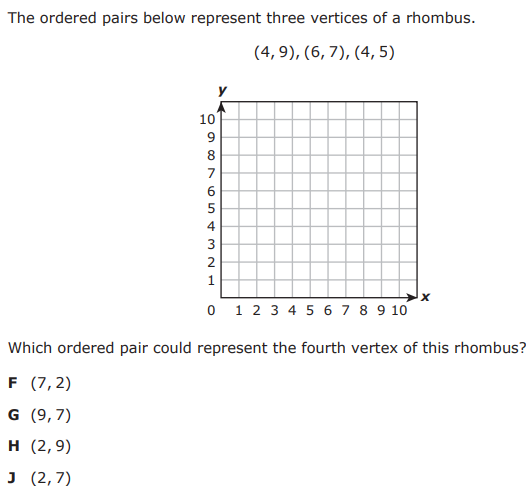 The ordered pairs below represent three vertices of a rhombus.
(4, 9), (6, 7), (4, 5)
y
10
9
8
7
6
5
4
3
2
1
x
0 1 2 3 4 5 6 7 8 9 10
Which ordered pair could represent the fourth vertex of this rhombus?
F (7, 2)
G (9, 7)
H (2, 9)
J (2, 7)